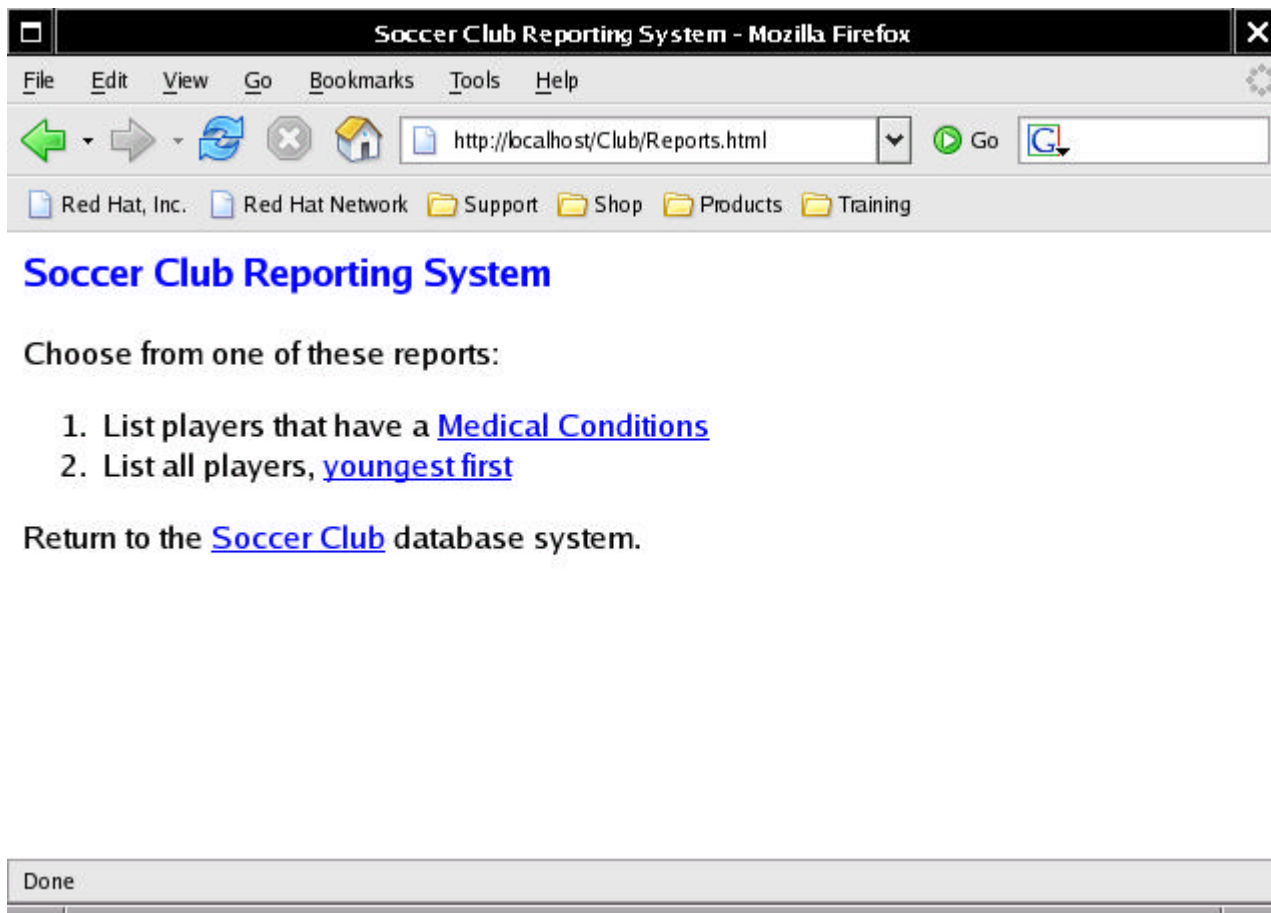 Soccer Club Reporting System - Mozilla Firefox
File Edit View Go Bookmarks Tools Help
http://localhost/Club/Reports.html Go G
Red Hat, Inc. Red Hat Network Support Shop Products Training
Soccer Club Reporting System
Choose from one of these reports:
1. List players that have a Medical Conditions
2. List all players, youngest first
Return to the Soccer Club database system.
Done